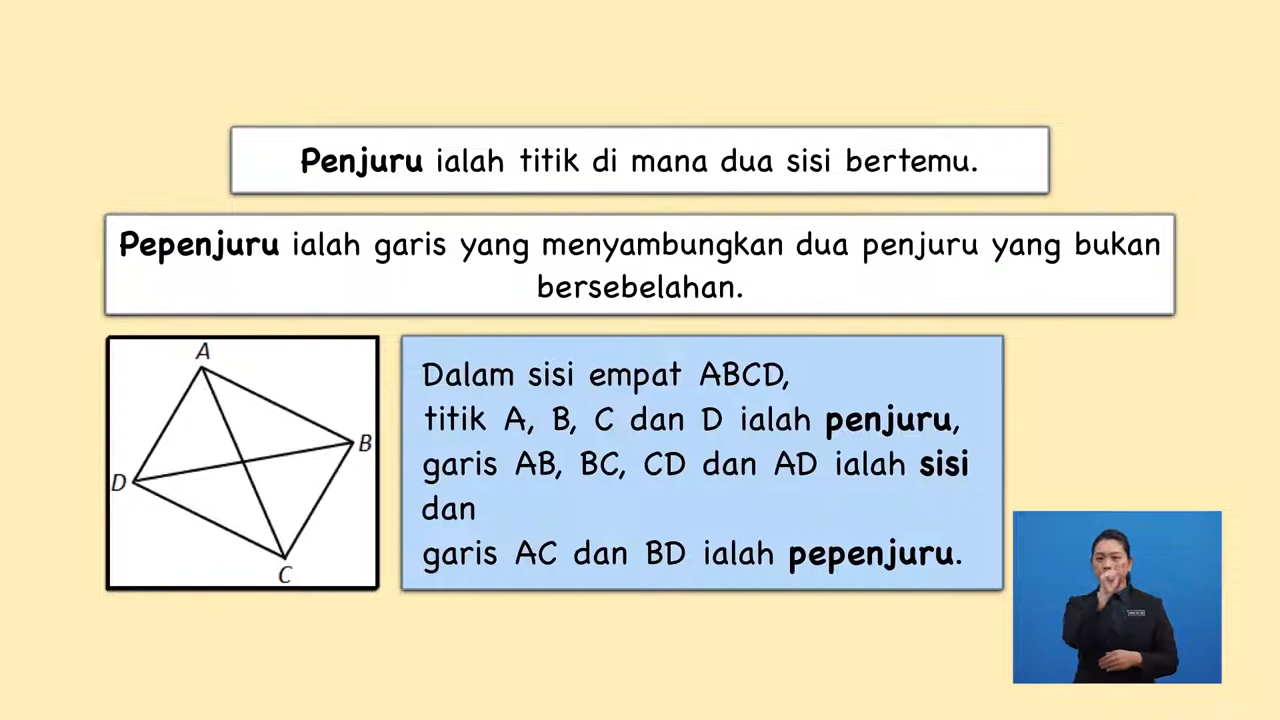 Penjuru ialah titik di mana dua sisi bertemu.
Pepenjuru ialah garis yang menyambungkan dua penjuru yang bukan
bersebelahan.
A
B
D
C
Dalam sisi empat ABCD,
titik A, B, C dan D ialah penjuru,
garis AB, BC, CD dan AD ialah sisi
dan
garis AC dan BD ialah pepenjuru.